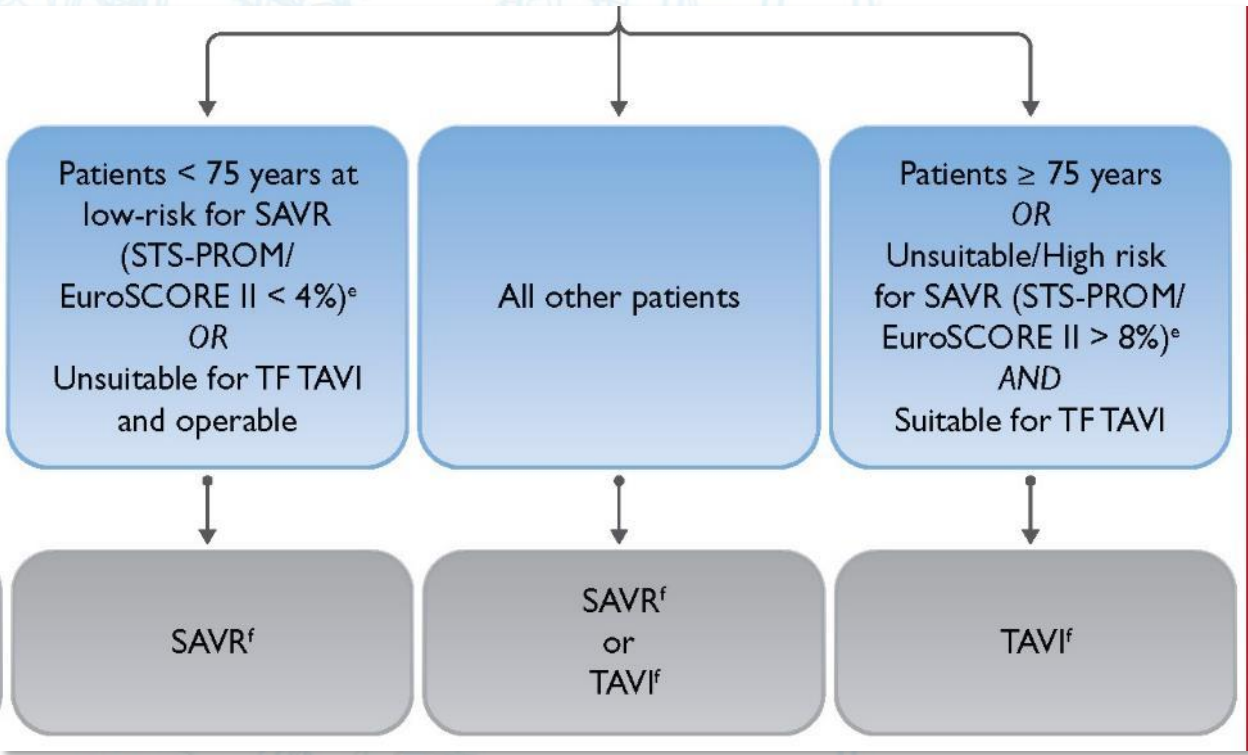 Patients < 75 years at
low-risk for SAVR
(STS-PROM/
EuroSCORE II < 4%)ᵉ
OR
Unsuitable for TF TAVI
and operable
All other patients
Patients ≥ 75 years
OR
Unsuitable/High risk
for SAVR (STS-PROM/
EuroSCORE II > 8%)ᵉ
AND
Suitable for TF TAVI
SAVRᶠ
SAVRᶠ
or
TAVIᶠ
TAVIᶠ